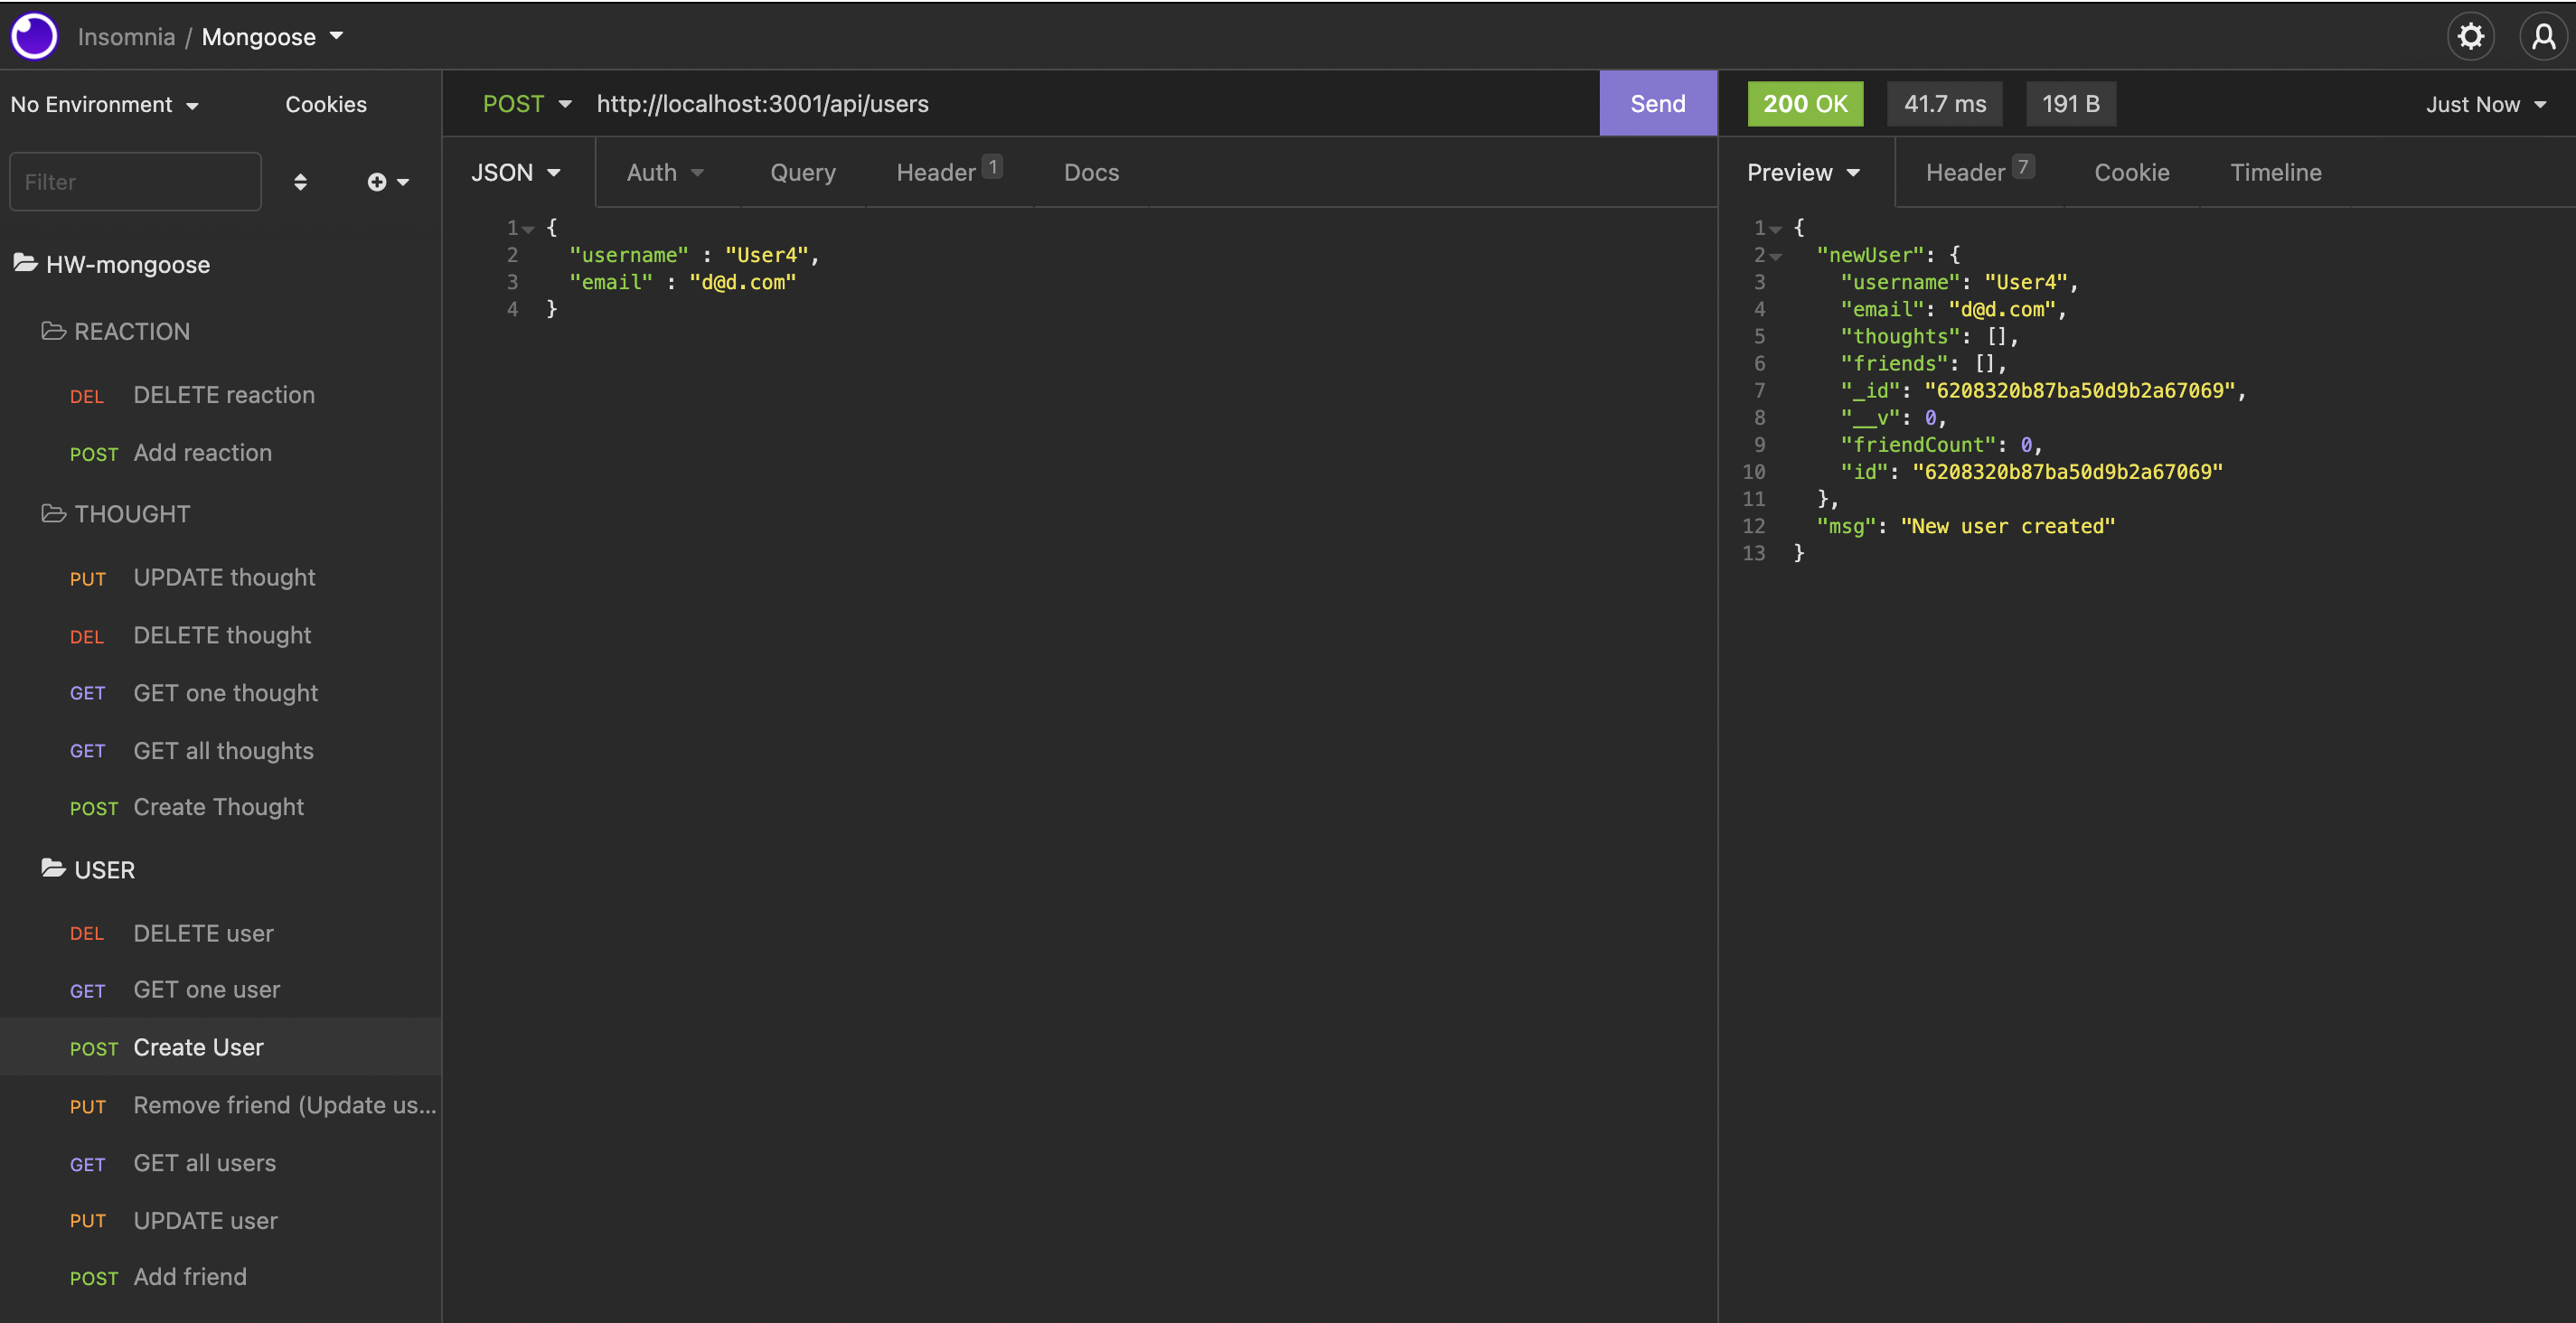 Insomnia / Mongoose
No Environment
Cookies
Filter
HW-mongoose
REACTION
DEL DELETE reaction
POST Add reaction
THOUGHT
PUT UPDATE thought
DEL DELETE thought
GET GET one thought
GET GET all thoughts
POST Create Thought
USER
DEL DELETE user
GET GET one user
POST Create User
PUT Remove friend (Update us...
GET GET all users
PUT UPDATE user
POST Add friend
POST http://localhost:3001/api/users Send
JSON Auth Query Header 1 Docs
1 {
2 "username" : "User4",
3 "email" : "d@d.com"
4 }
200 OK 41.7 ms 191 B Just Now
Preview Header 7 Cookie Timeline
1 {
2 "newUser": {
3 "username": "User4",
4 "email": "d@d.com",
5 "thoughts": [],
6 "friends": [],
7 "_id": "6208320b87ba50d9b2a67069",
8 "__v": 0,
9 "friendCount": 0,
10 "id": "6208320b87ba50d9b2a67069"
11 },
12 "msg": "New user created"
13 }